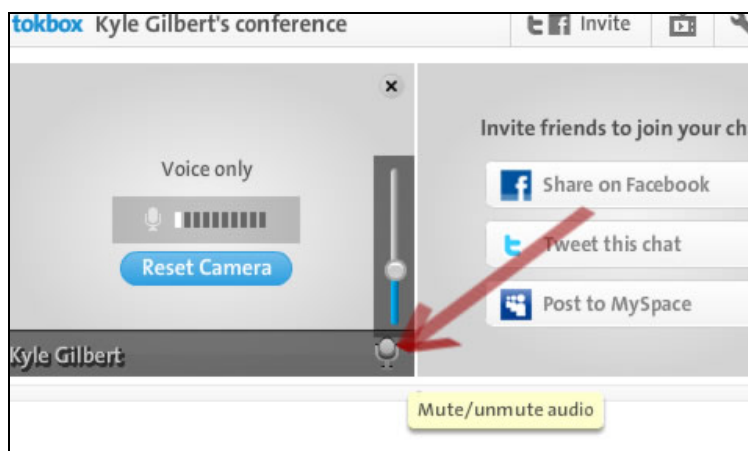 tokbox Kyle Gilbert's conference
Invite
Voice only
Reset Camera
Kyle Gilbert
Invite friends to join your ch
Share on Facebook
Tweet this chat
Post to MySpace
Mute/unmute audio